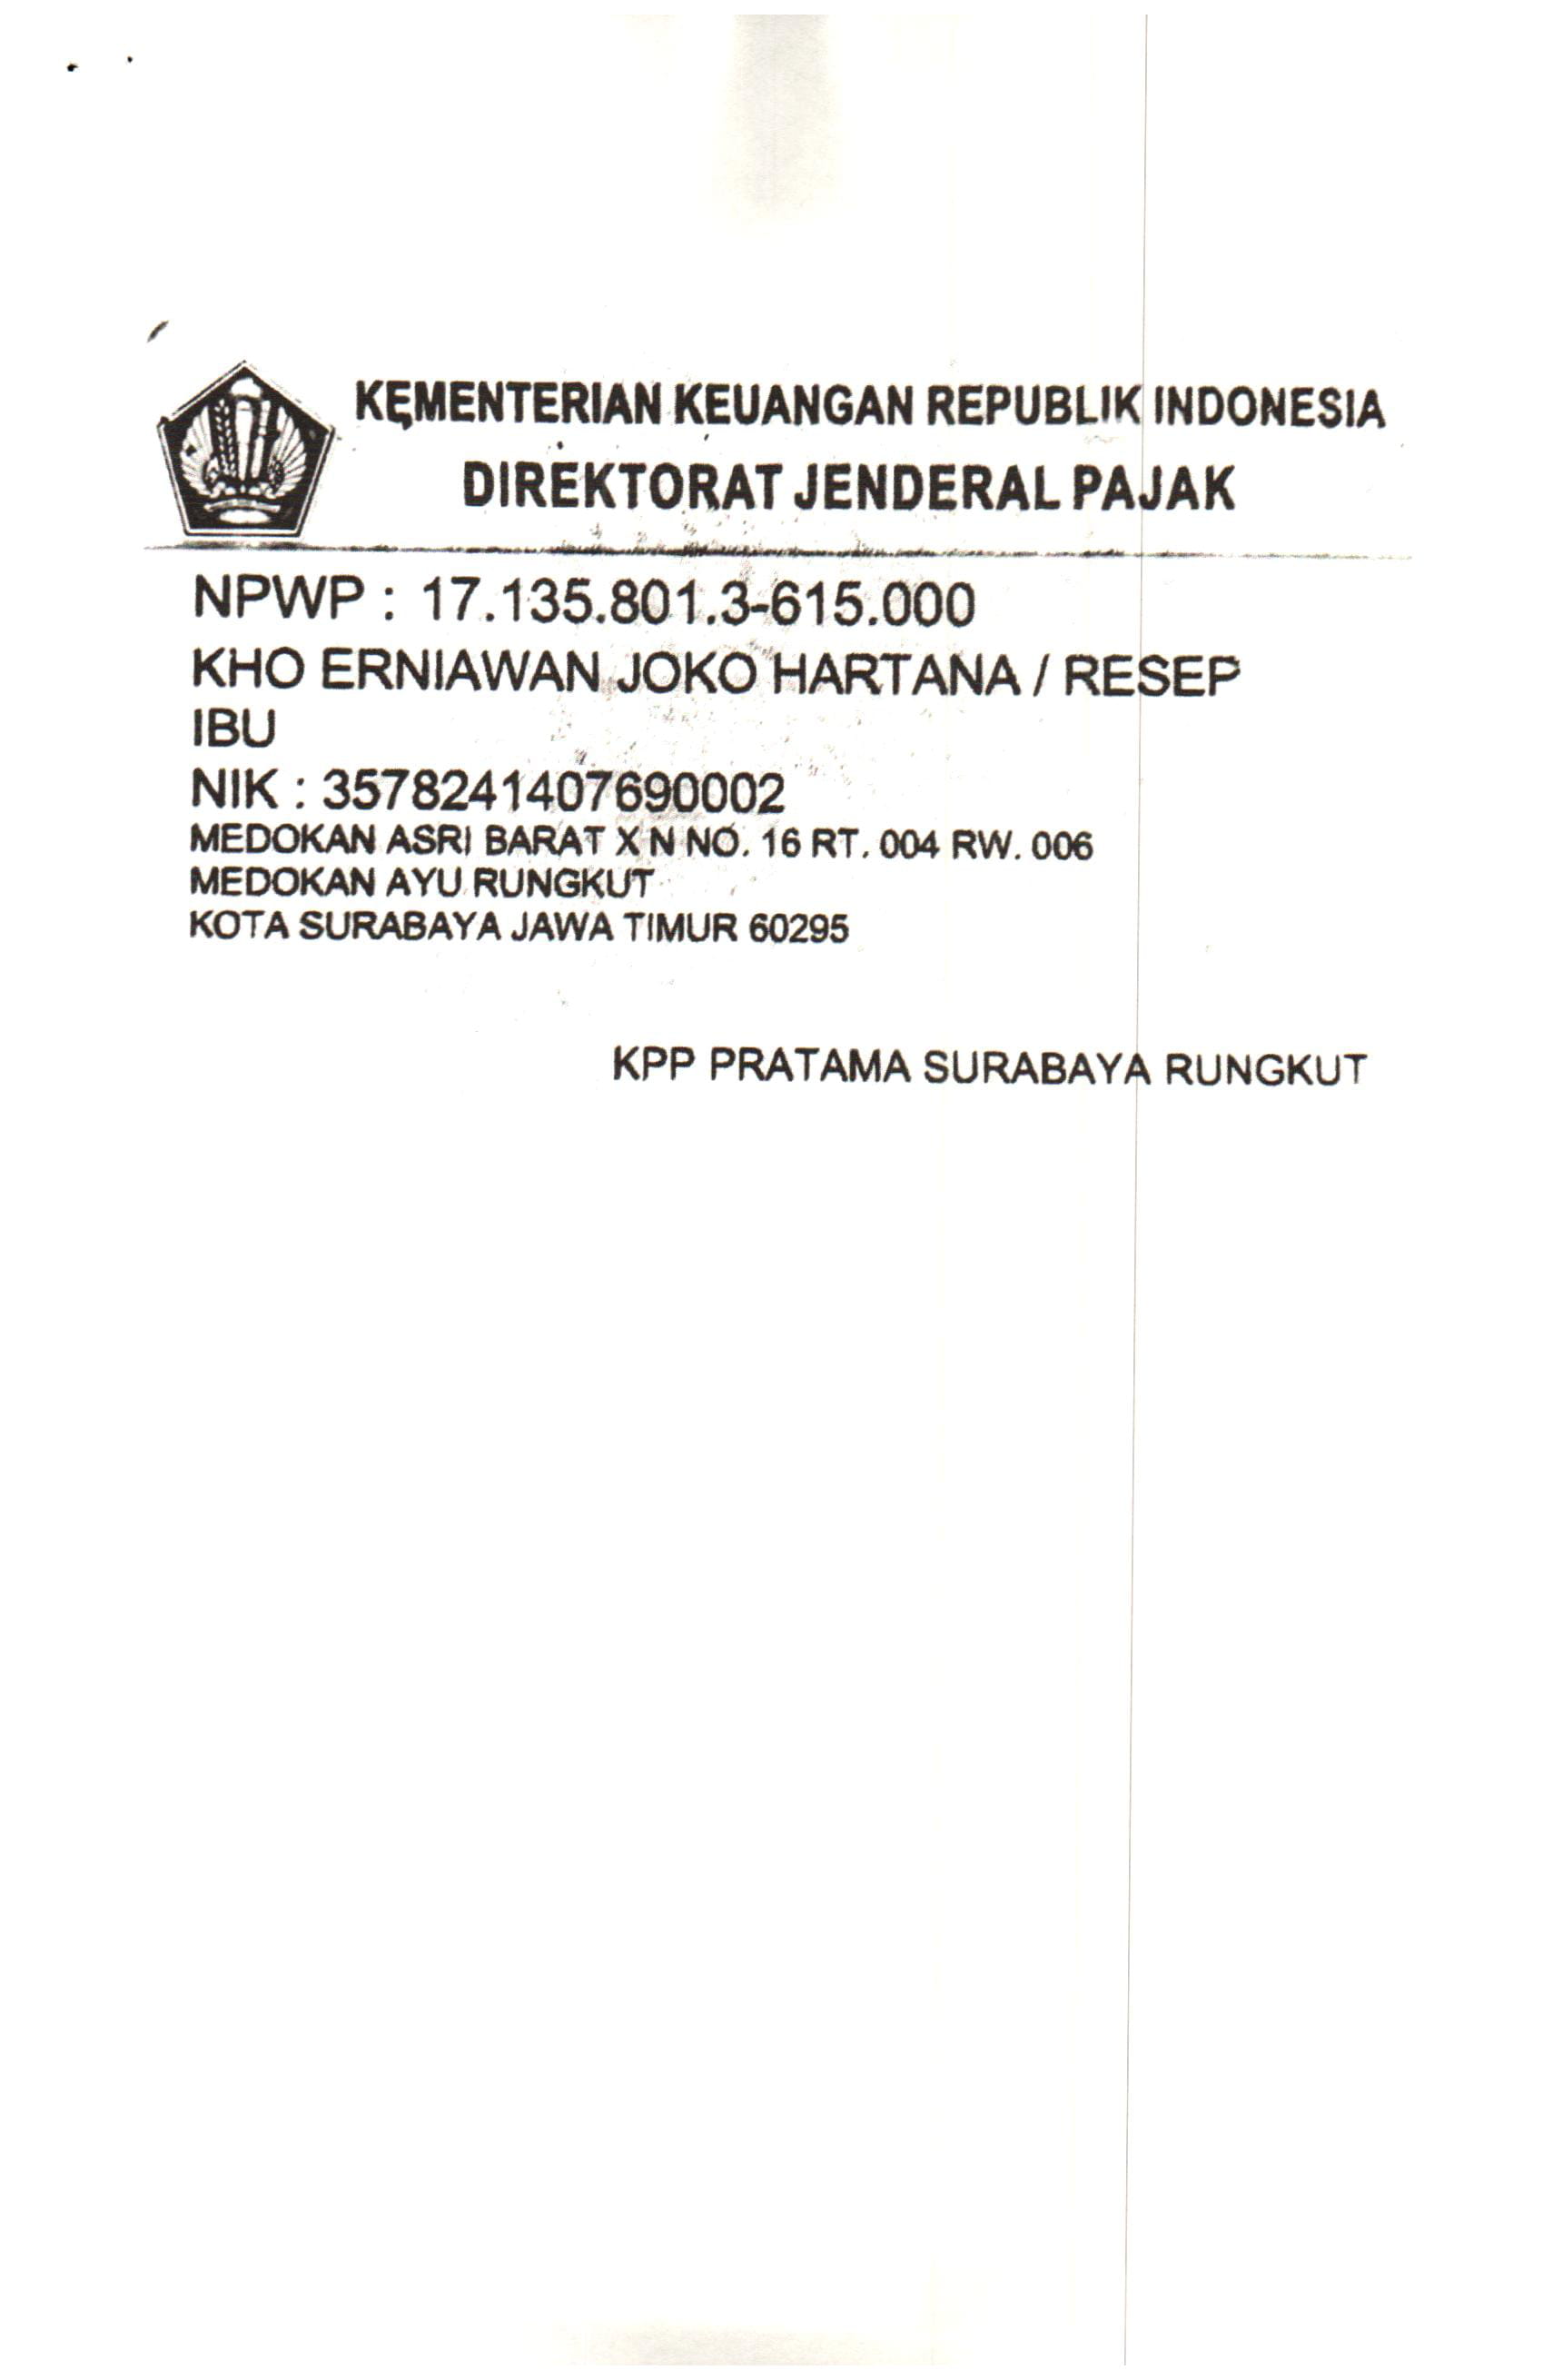 KEMENTERIAN KEUANGAN REPUBLIK INDONESIA
DIREKTORAT JENDERAL PAJAK
NPWP : 17.135.801.3-615.000
KHO ERNIAWAN JOKO HARTANA / RESEP
IBU
NIK : 3578241407690002
MEDOKAN ASRI BARAT X N NO. 16 RT. 004 RW. 006
MEDOKAN AYU RUNGKUT
KOTA SURABAYA JAWA TIMUR 60295
KPP PRATAMA SURABAYA RUNGKUT